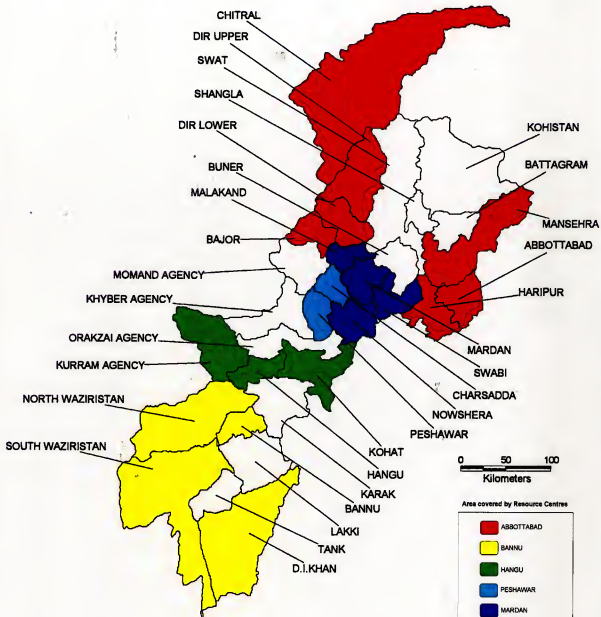 CHITRAL
DIR UPPER
SWAT
SHANGLA
DIR LOWER
BUNER
MALAKAND
BAJOR
MOMAND AGENCY
KHYBER AGENCY
ORAKZAI AGENCY
KURRAM AGENCY
NORTH WAZIRISTAN
SOUTH WAZIRISTAN
KOHISTAN
BATTAGRAM
MANSEHRA
ABBOTTABAD
HARIPUR
MARDAN
SWABI
CHARSADDA
NOWSHERA
PESHAWAR
KOHAT
HANGU
KARAK
BANNU
LAKKI
TANK
D.I.KHAN
0 50 100
Kilometers
Area covered by Resource Centres
ABBOTTABAD
BANNU
HANGU
PESHAWAR
MARDAN